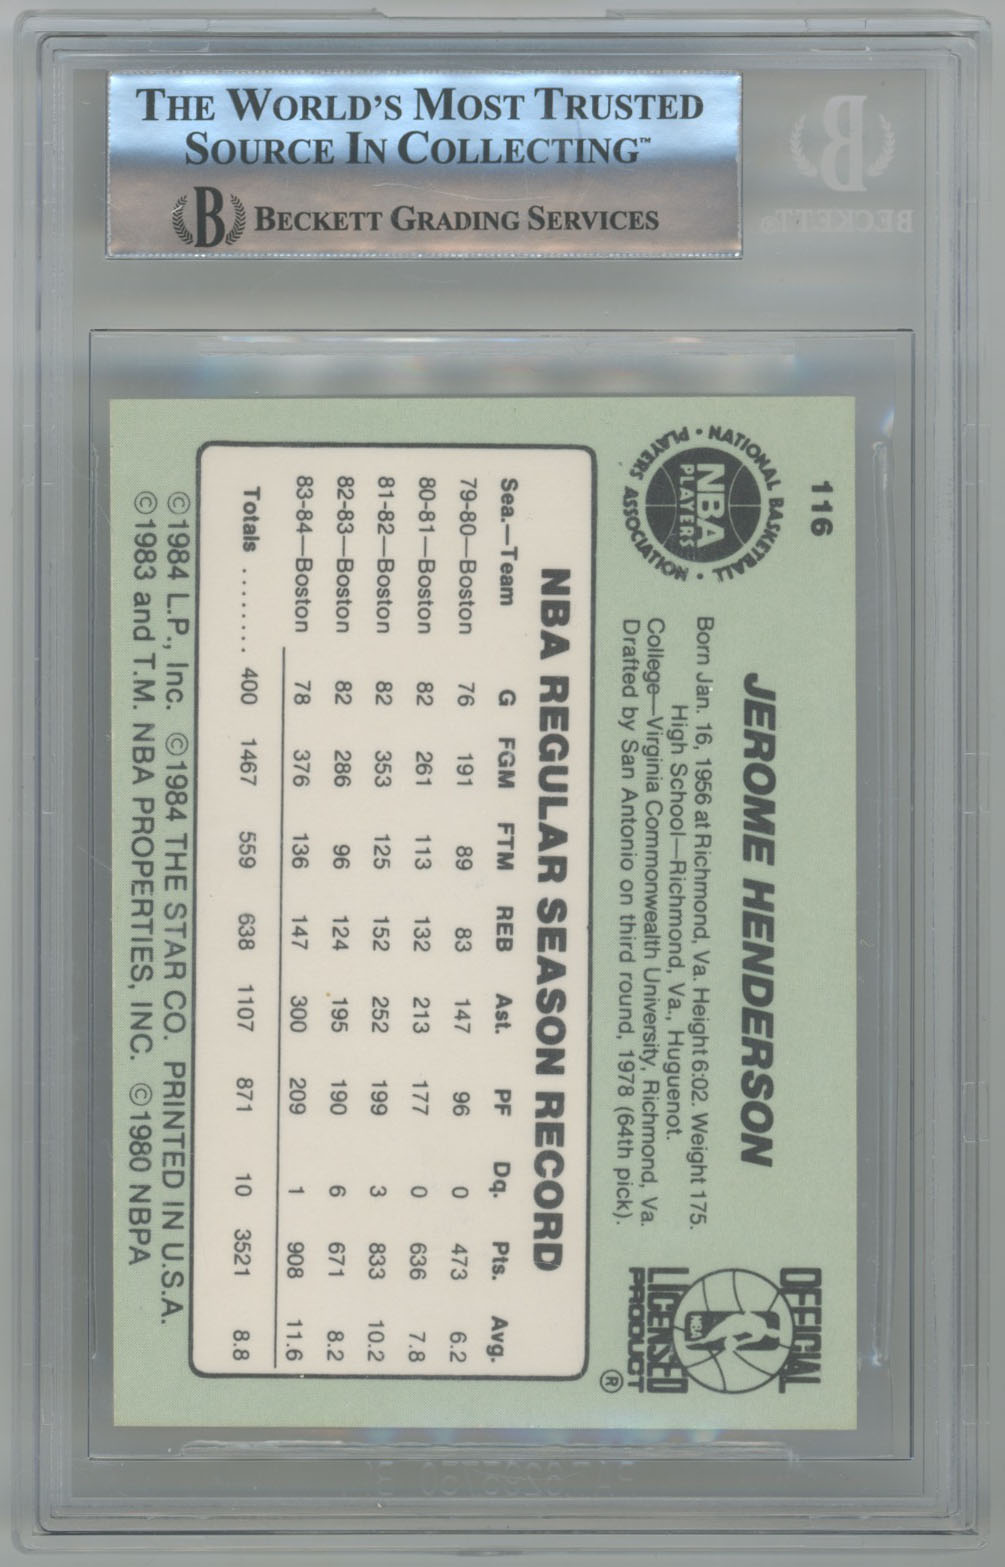 THE WORLD'S MOST TRUSTED
SOURCE IN COLLECTING™
B BECKETT GRADING SERVICES
B
BECKETT®
116
NATIONAL BASKETBALL PLAYERS ASSOCIATION
NBA
PLAYERS
JEROME HENDERSON
Born Jan. 16, 1956 at Richmond, Va. Height 6:02. Weight 175.
High School—Richmond, Va., Huguenot.
College—Virginia Commonwealth University, Richmond, Va.
Drafted by San Antonio on third round, 1978 (64th pick).
OFFICIAL
NBA
LICENSED
PRODUCT
®
NBA REGULAR SEASON RECORD
Sea.—Team G FGM FTM REB Ast. PF Dq. Pts. Avg.
79-80—Boston 76 191 89 83 147 96 0 473 6.2
80-81—Boston 82 261 113 132 213 177 0 636 7.8
81-82—Boston 82 353 125 152 252 199 3 833 10.2
82-83—Boston 82 286 96 124 195 190 6 671 8.2
83-84—Boston 78 376 136 147 300 209 1 908 11.6
Totals ....... 400 1467 559 638 1107 871 10 3521 8.8
©1984 L.P., Inc. ©1984 THE STAR CO. PRINTED IN U.S.A.
©1983 and T.M. NBA PROPERTIES, INC. ©1980 NBPA